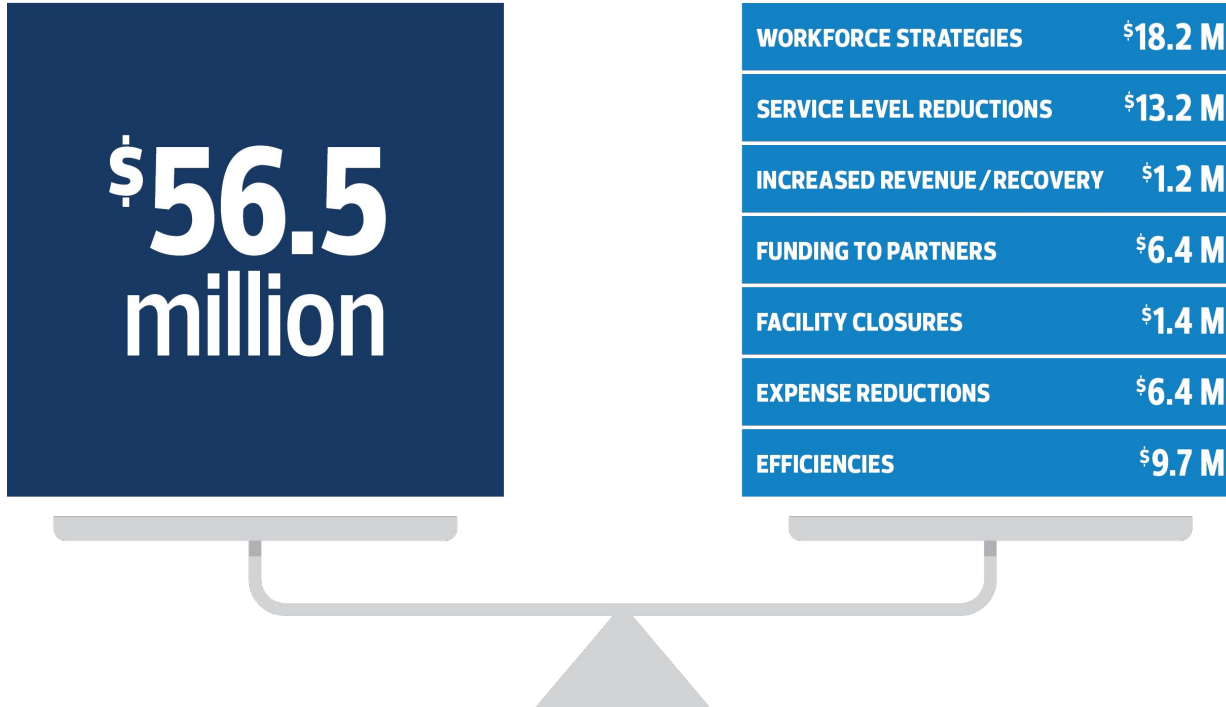 $56.5
million
WORKFORCE STRATEGIES $18.2 M
SERVICE LEVEL REDUCTIONS $13.2 M
INCREASED REVENUE/RECOVERY $1.2 M
FUNDING TO PARTNERS $6.4 M
FACILITY CLOSURES $1.4 M
EXPENSE REDUCTIONS $6.4 M
EFFICIENCIES $9.7 M